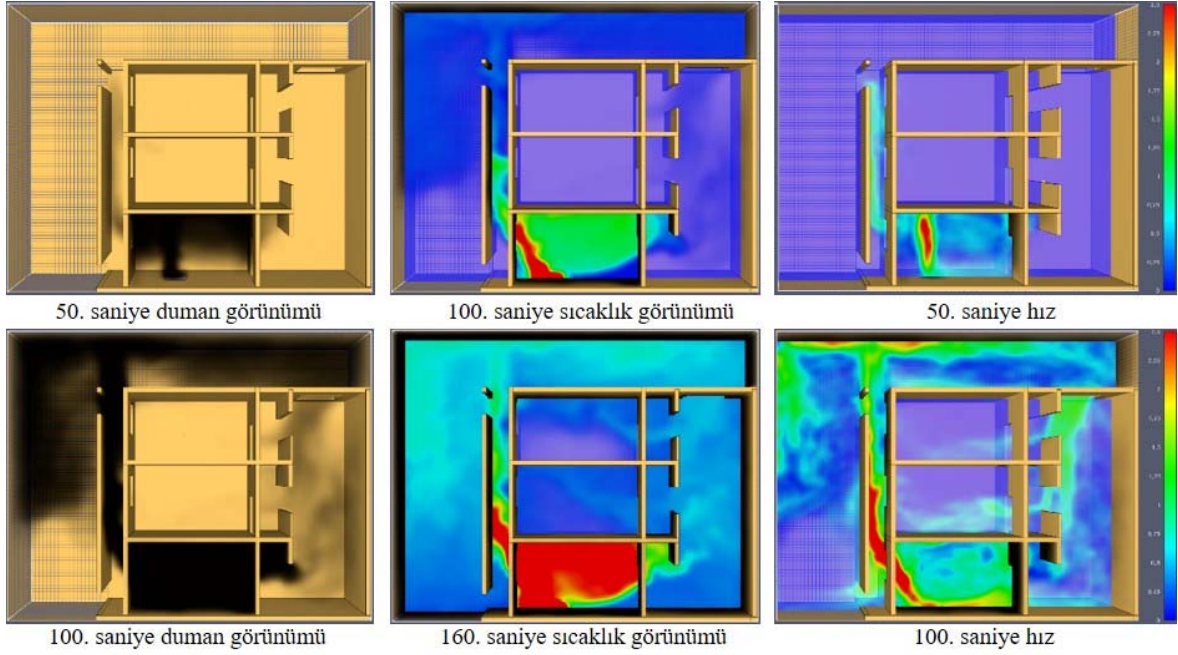 50. saniye duman görünümü
100. saniye sıcaklık görünümü
50. saniye hız
100. saniye duman görünümü
160. saniye sıcaklık görünümü
100. saniye hız